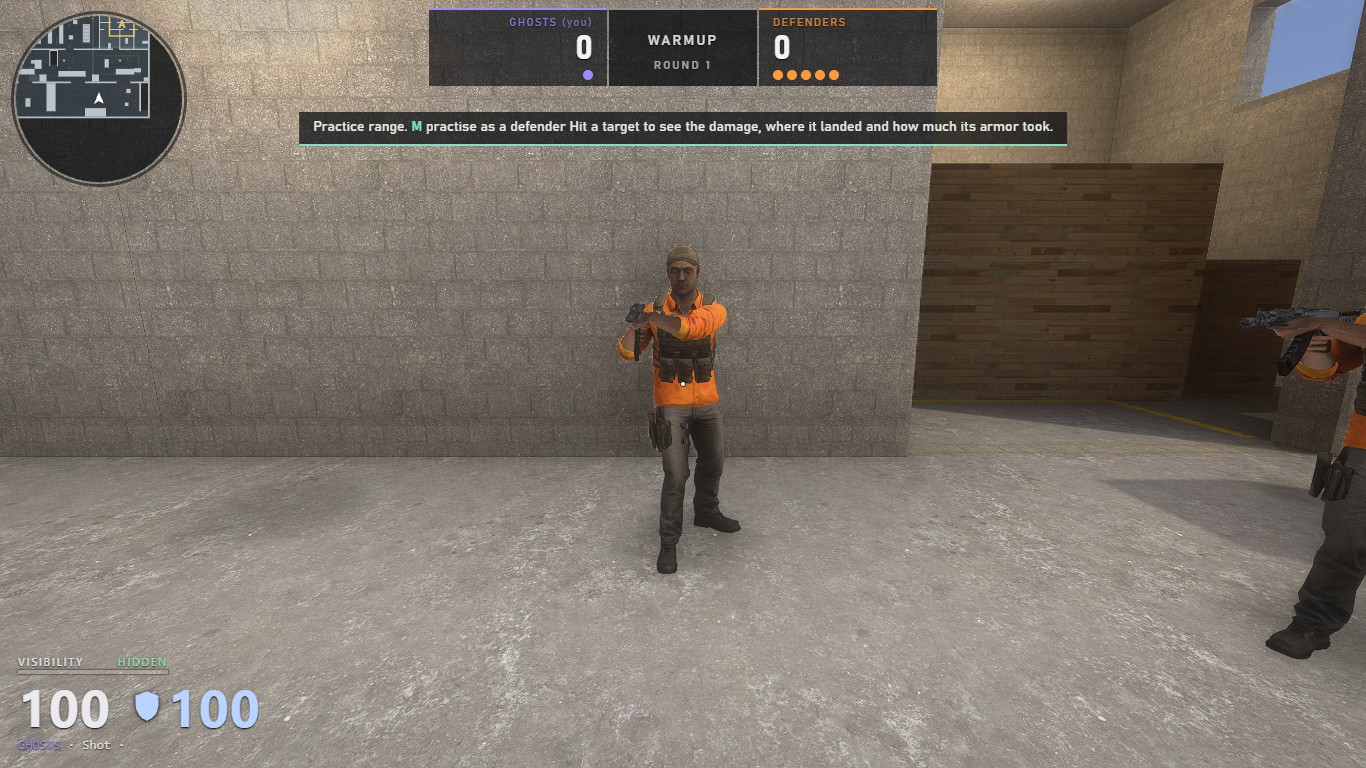 A
GHOSTS (you)
0
WARMUP
ROUND 1
DEFENDERS
0
Practice range. M practise as a defender Hit a target to see the damage, where it landed and how much its armor took.
VISIBILITY HIDDEN
100 100
GHOSTS · Shot ·